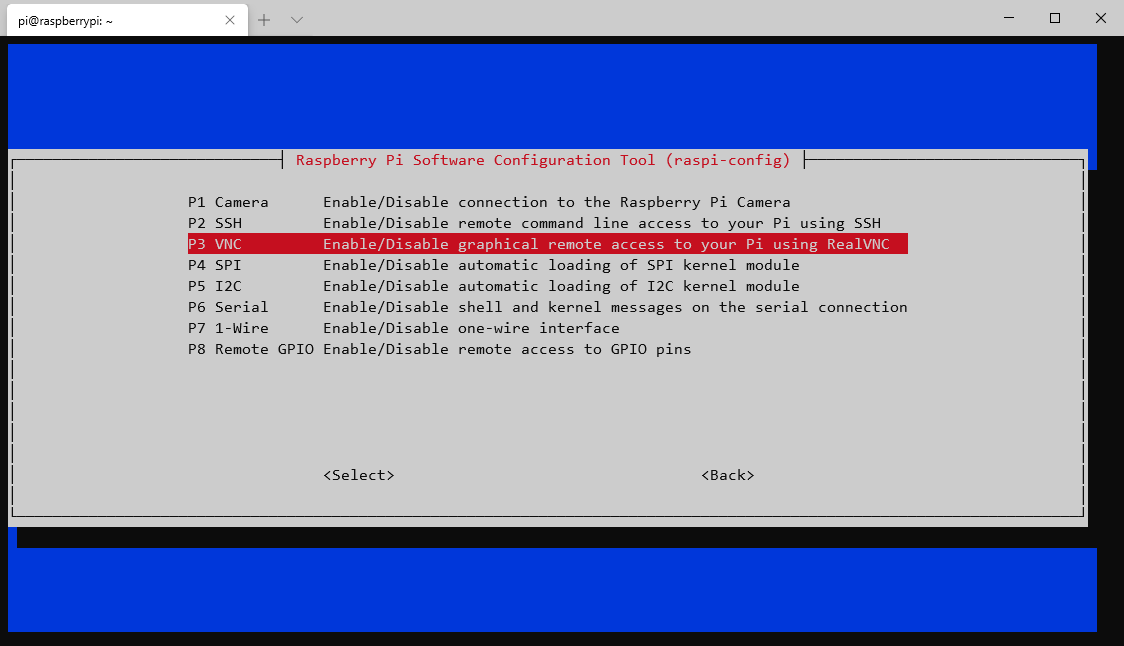 pi@raspberrypi: ~
Raspberry Pi Software Configuration Tool (raspi-config)
P1 Camera Enable/Disable connection to the Raspberry Pi Camera
P2 SSH Enable/Disable remote command line access to your Pi using SSH
P3 VNC Enable/Disable graphical remote access to your Pi using RealVNC
P4 SPI Enable/Disable automatic loading of SPI kernel module
P5 I2C Enable/Disable automatic loading of I2C kernel module
P6 Serial Enable/Disable shell and kernel messages on the serial connection
P7 1-Wire Enable/Disable one-wire interface
P8 Remote GPIO Enable/Disable remote access to GPIO pins
<Select> <Back>